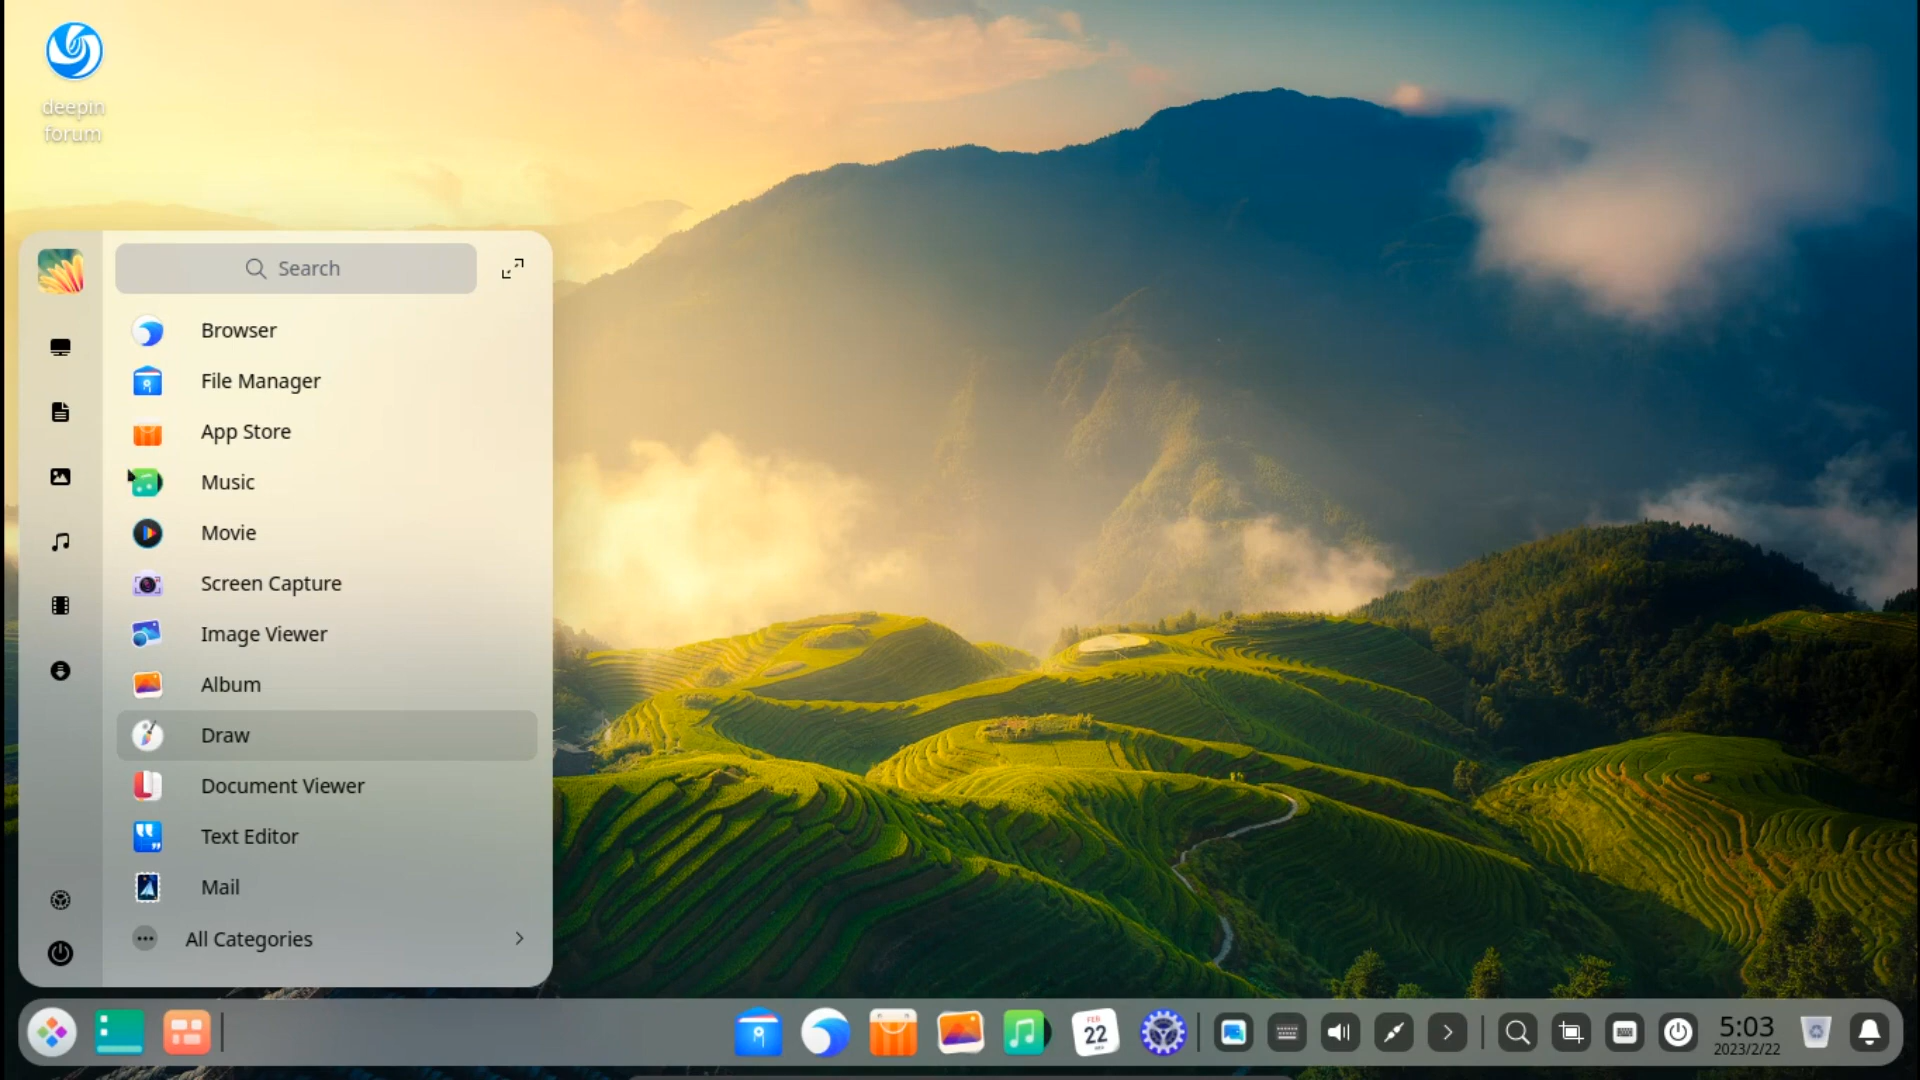 deepin
forum
Search
Browser
File Manager
App Store
Music
Movie
Screen Capture
Image Viewer
Album
Draw
Document Viewer
Text Editor
Mail
All Categories
FEB
22
5:03
2023/2/22